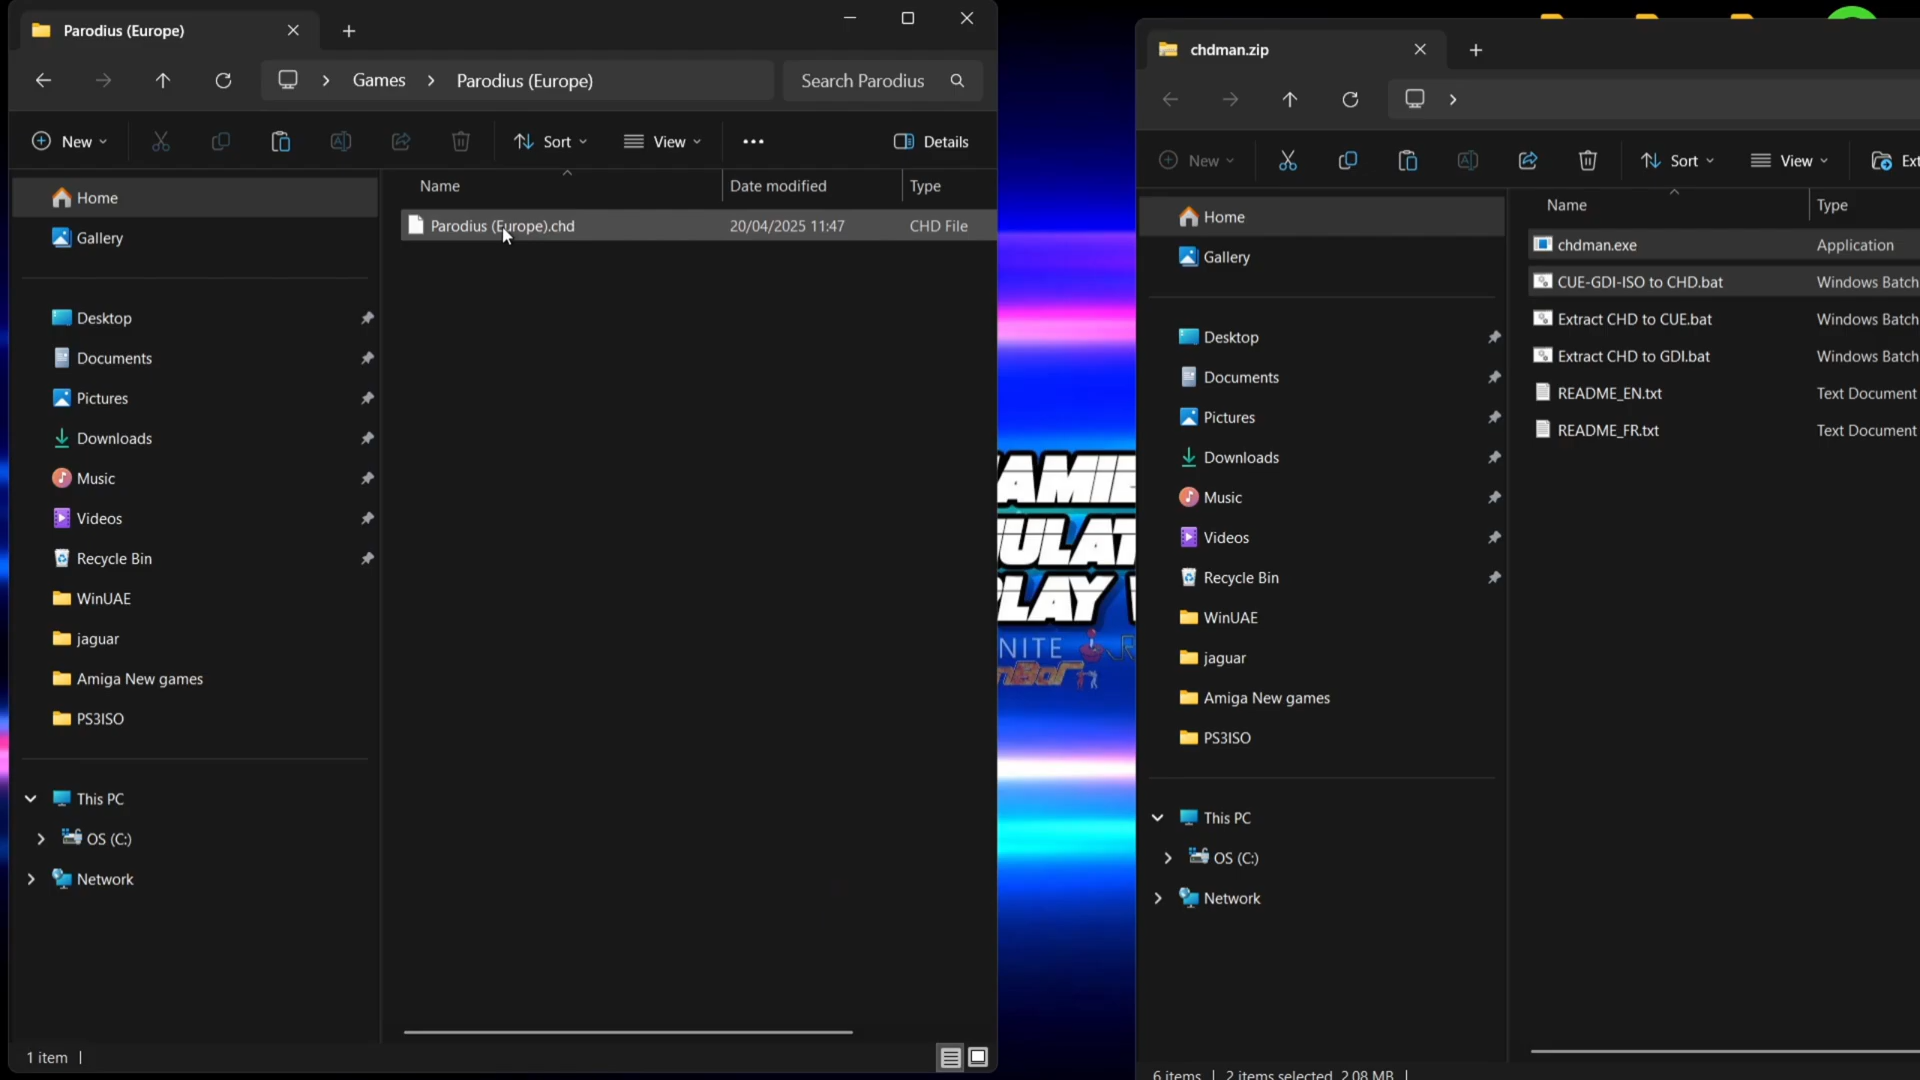 Parodius (Europe)
Games
Parodius (Europe)
Search Parodius
New
Sort
View
Details
Home
Gallery
Desktop
Documents
Pictures
Downloads
Music
Videos
Recycle Bin
WinUAE
jaguar
Amiga New games
PS3ISO
This PC
OS (C:)
Network
Name
Date modified
Type
Parodius (Europe).chd
20/04/2025 11:47
CHD File
1 item
chdman.zip
New
Sort
View
Ext
Home
Gallery
Desktop
Documents
Pictures
Downloads
Music
Videos
Recycle Bin
WinUAE
jaguar
Amiga New games
PS3ISO
This PC
OS (C:)
Network
Name
Type
chdman.exe
Application
CUE-GDI-ISO to CHD.bat
Windows Batch
Extract CHD to CUE.bat
Windows Batch
Extract CHD to GDI.bat
Windows Batch
README_EN.txt
Text Document
README_FR.txt
Text Document
6 items
2 items selected 2.08 MB
NITE